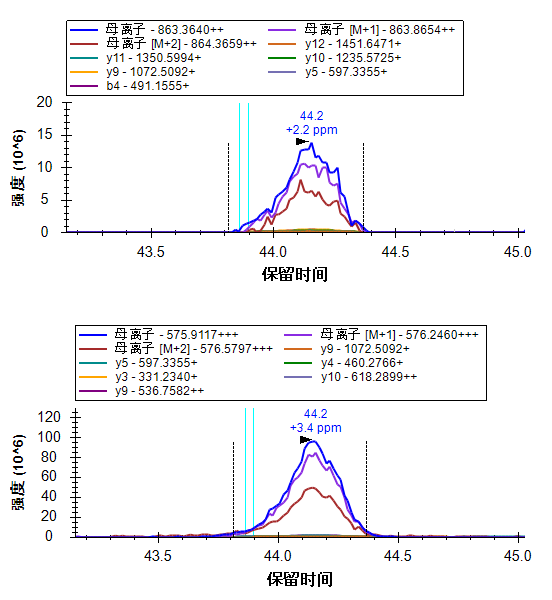 母离子 - 863.3640++ 母离子 [M+1] - 863.8654++
母离子 [M+2] - 864.3659++ y12 - 1451.6471+
y11 - 1350.5994+ y10 - 1235.5725+
y9 - 1072.5092+ y5 - 597.3355+
b4 - 491.1555+
44.2
+2.2 ppm
强度 (10^6)
20
15
10
5
0
43.5 44.0 44.5 45.0
保留时间
母离子 - 575.9117+++ 母离子 [M+1] - 576.2460+++
母离子 [M+2] - 576.5797+++ y9 - 1072.5092+
y5 - 597.3355+ y4 - 460.2766+
y3 - 331.2340+ y10 - 618.2899++
y9 - 536.7582++
44.2
+3.4 ppm
强度 (10^6)
120
100
80
60
40
20
0
43.5 44.0 44.5 45.0
保留时间